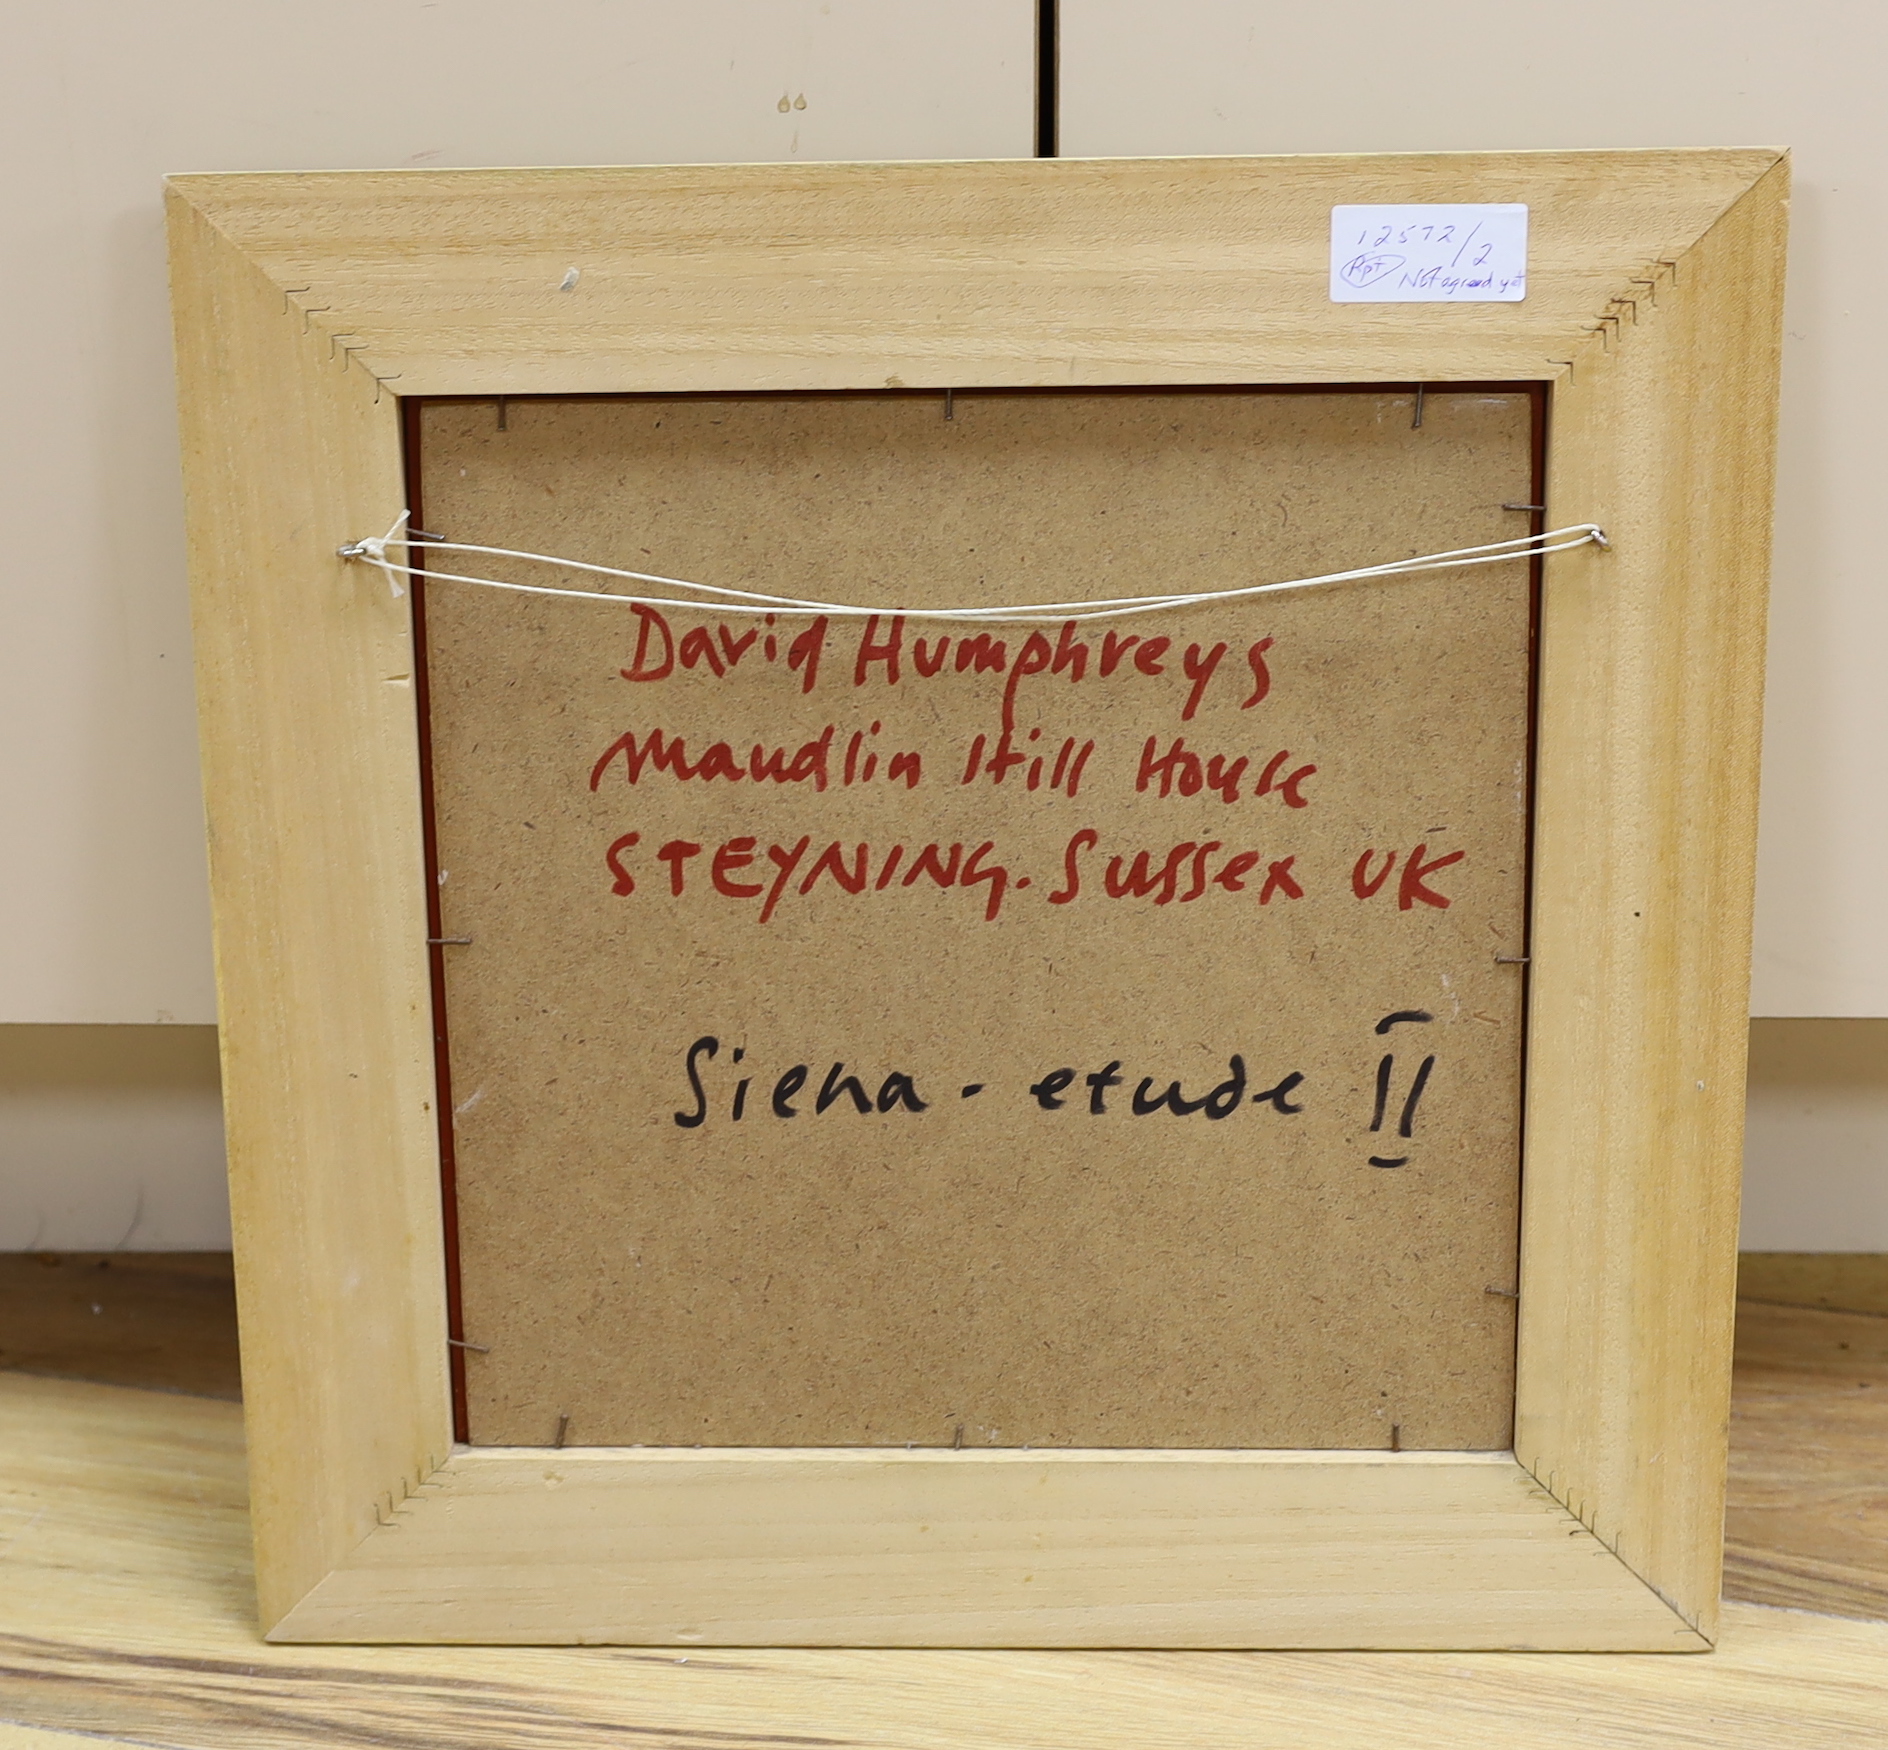 12572/2
Rpt Not agreed yet
David Humphreys
Maudlin Hill House
STEYNING. Sussex UK
Siena - etude II